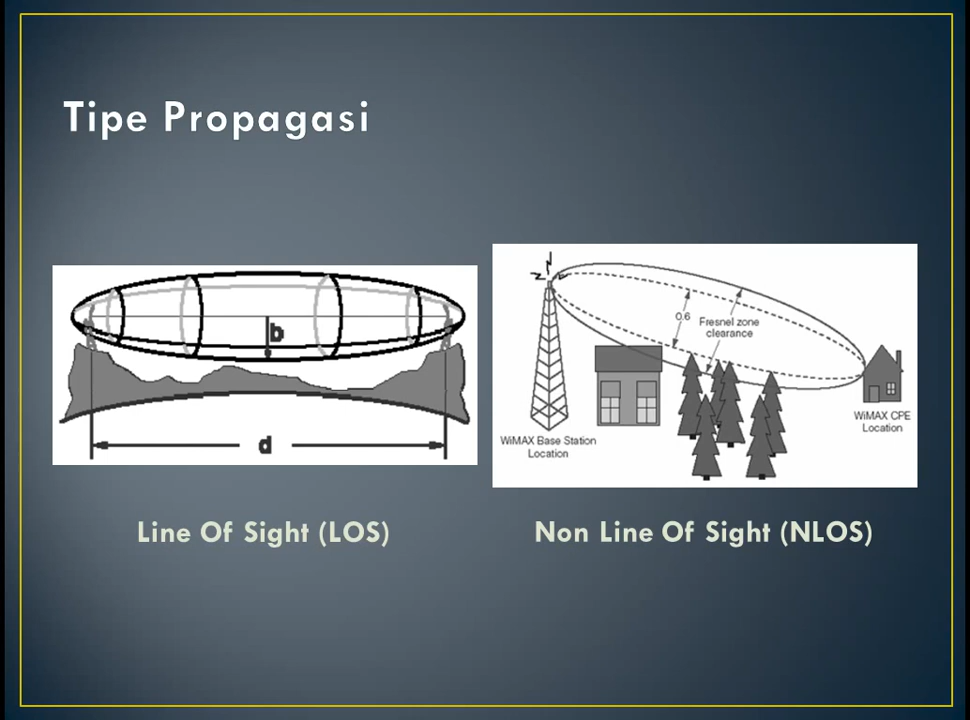 Tipe Propagasi
b
d
0.6
Fresnel zone
clearance
WiMAX Base Station
Location
WiMAX CPE
Location
Line Of Sight (LOS)
Non Line Of Sight (NLOS)